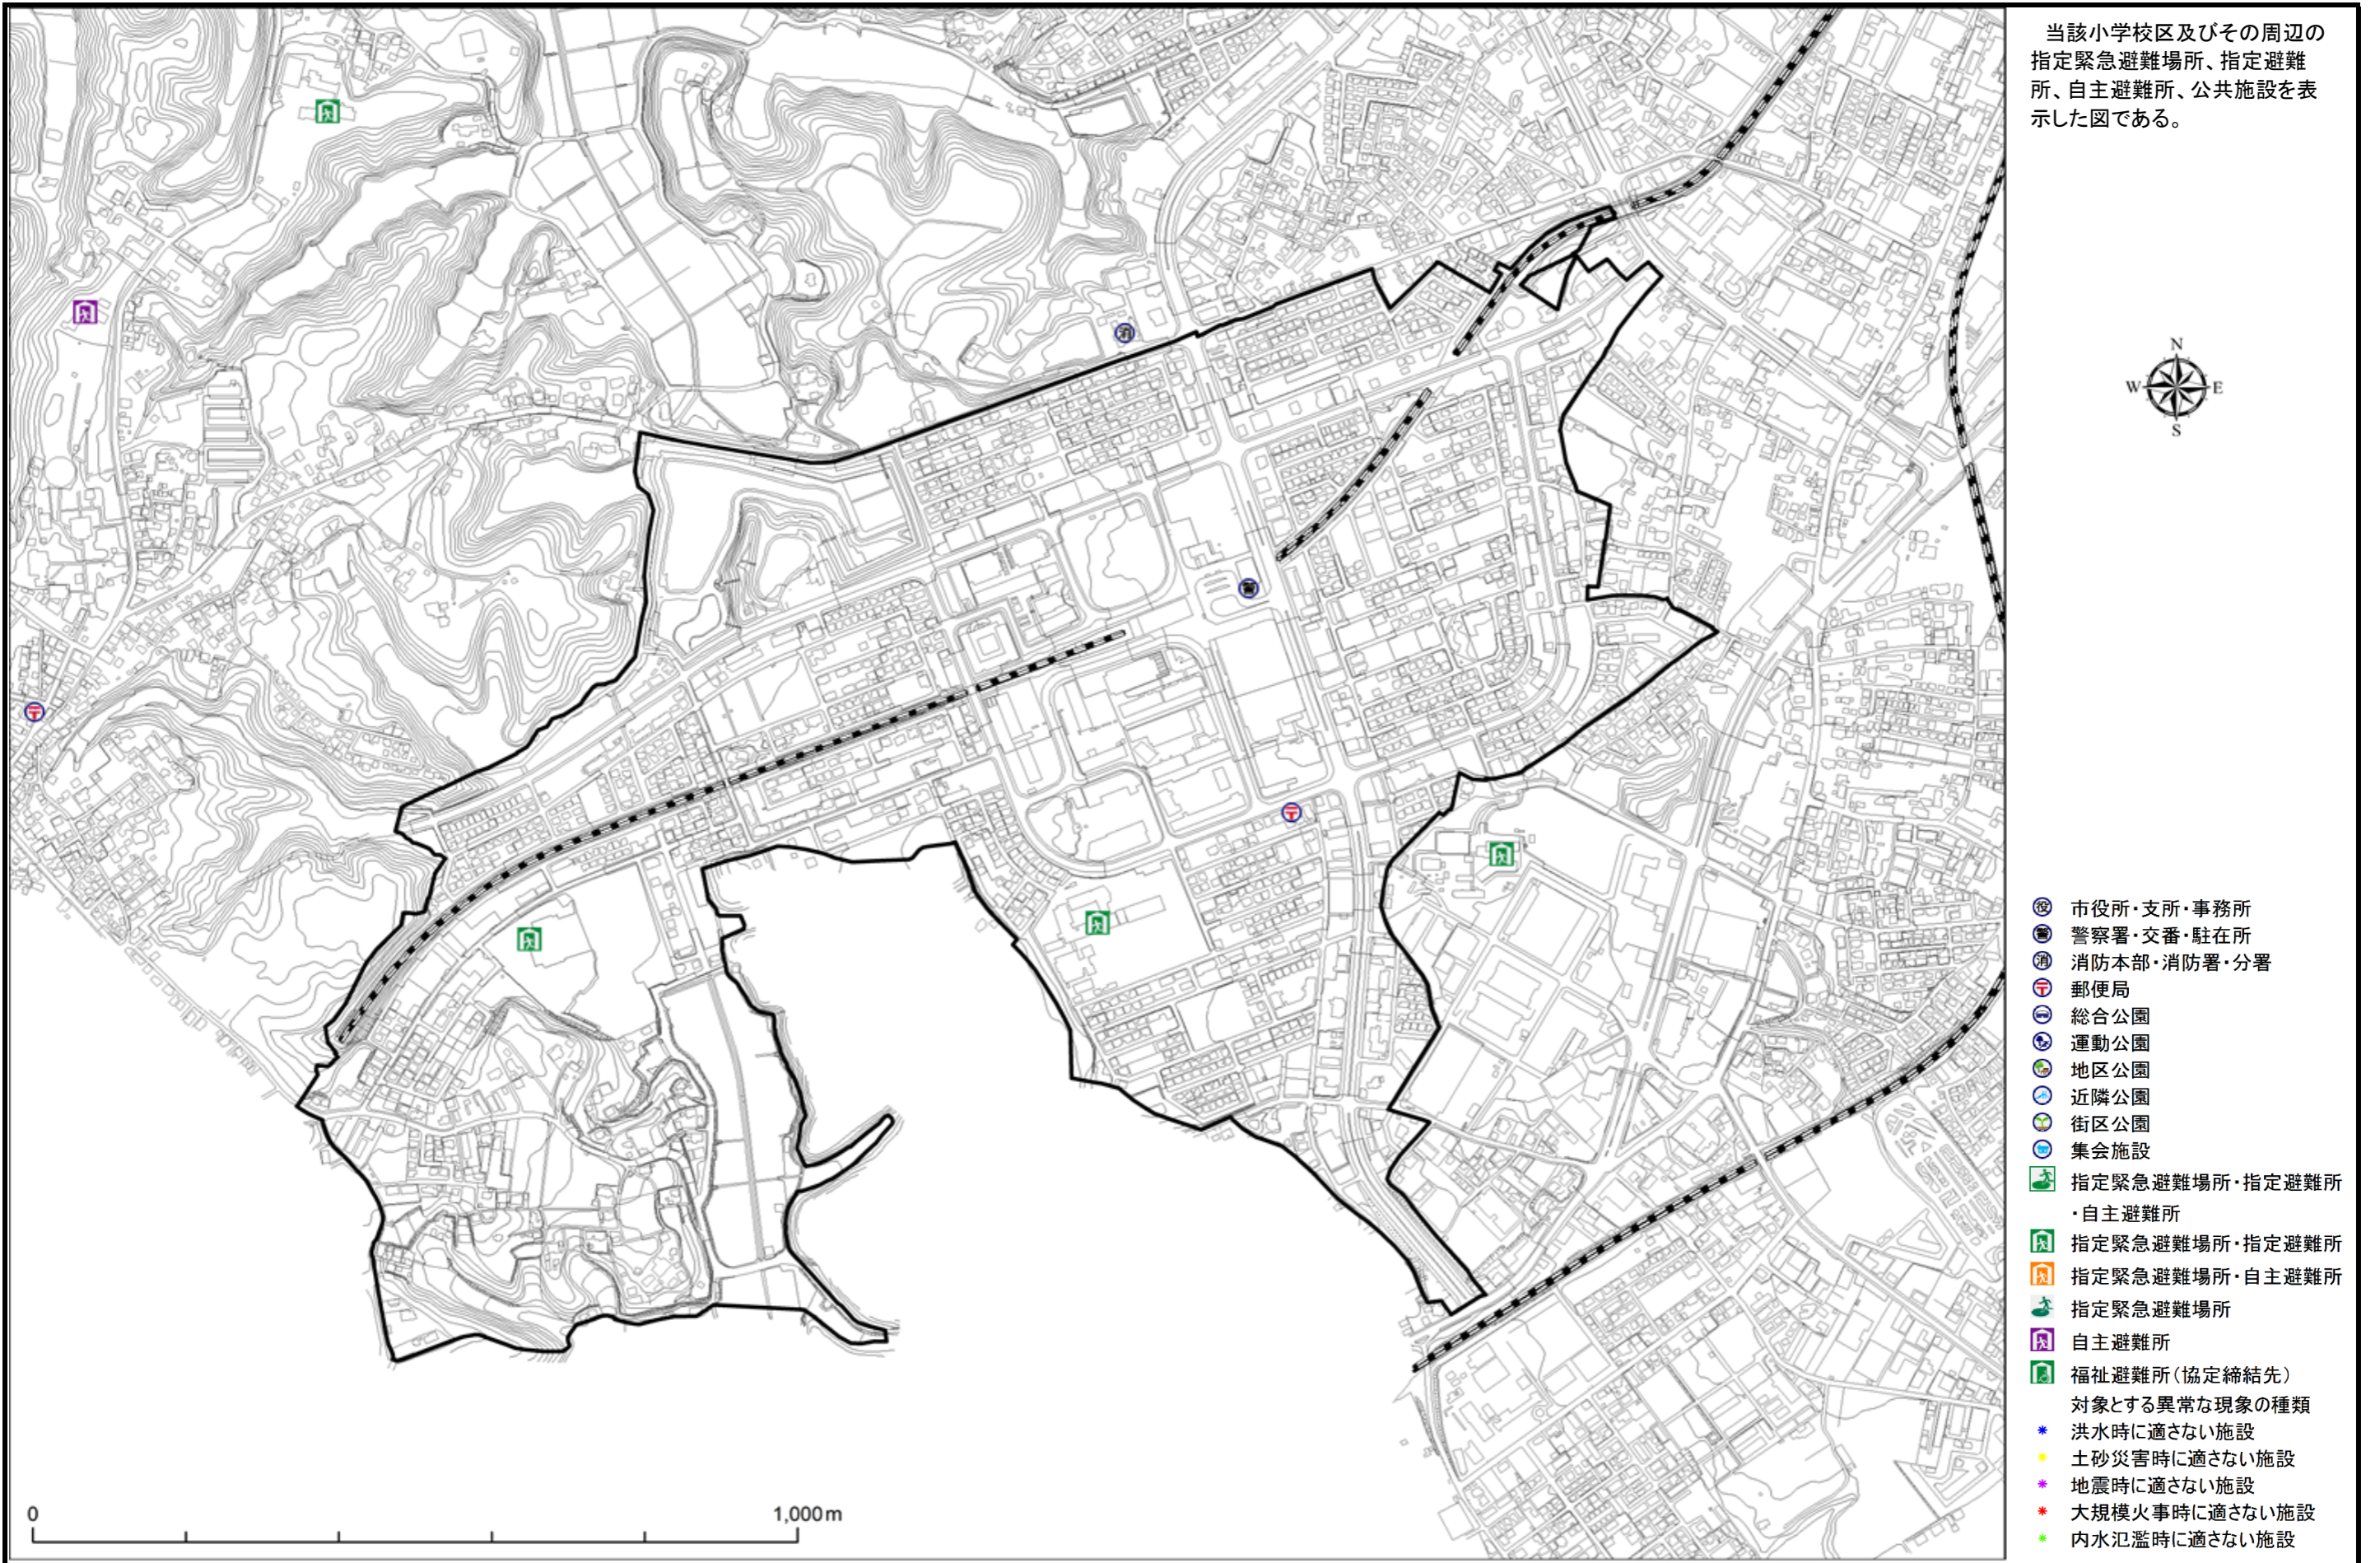 当該小学校区及びその周辺の
指定緊急避難場所、指定避難
所、自主避難所、公共施設を表
示した図である。
消
N
W
E
S
〒
〒
役 市役所・支所・事務所
警察署・交番・駐在所
消 消防本部・消防署・分署
〒 郵便局
総合公園
運動公園
地区公園
近隣公園
街区公園
集会施設
指定緊急避難場所・指定避難所
・自主避難所
指定緊急避難場所・指定避難所
指定緊急避難場所・自主避難所
指定緊急避難場所
自主避難所
福祉避難所(協定締結先)
対象とする異常な現象の種類
* 洪水時に適さない施設
* 土砂災害時に適さない施設
* 地震時に適さない施設
* 大規模火事時に適さない施設
* 内水氾濫時に適さない施設
0
1,000m